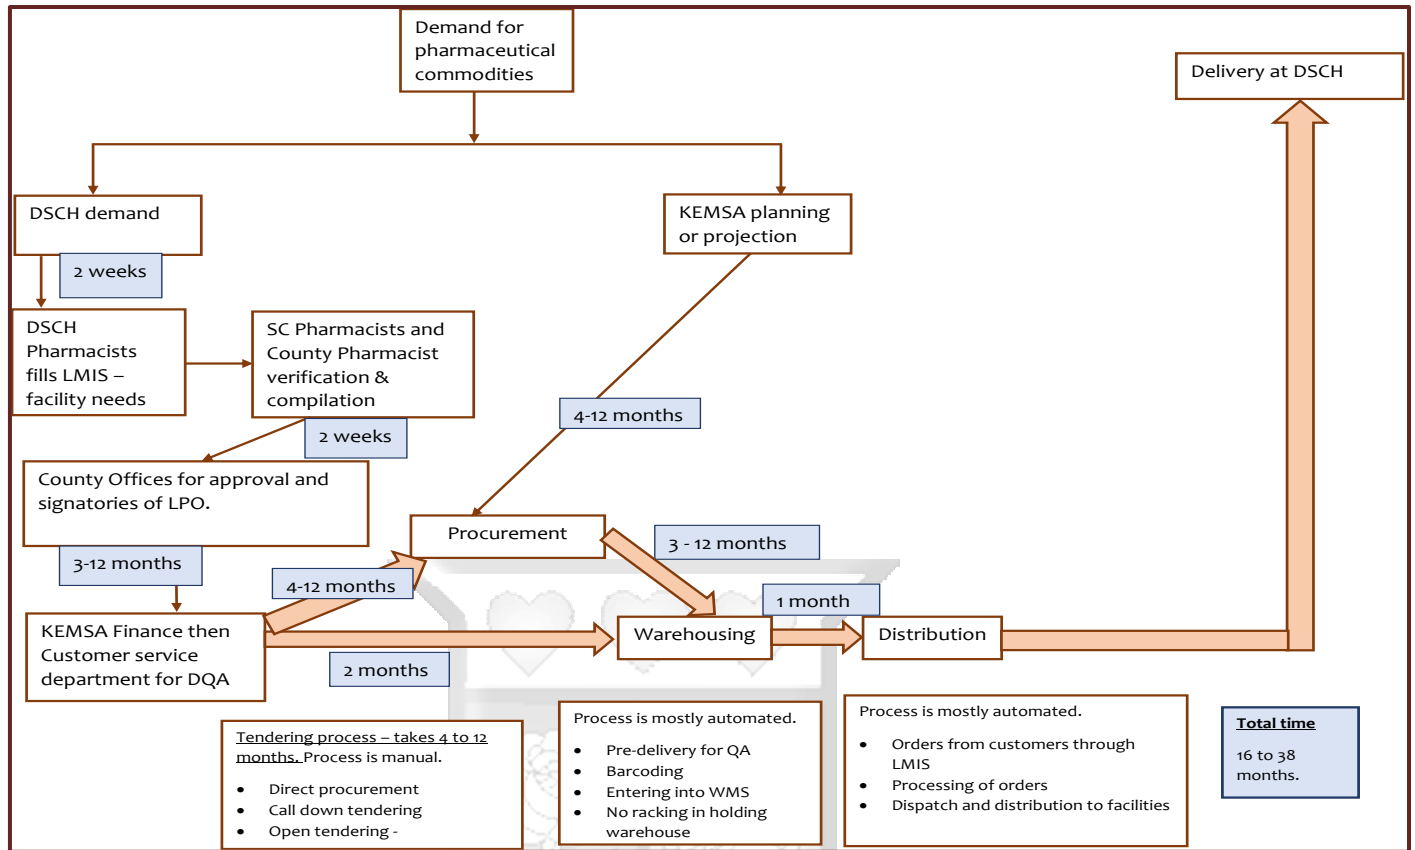 Demand for
pharmaceutical
commodities
Delivery at DSCH
DSCH demand
KEMSA planning
or projection
2 weeks
DSCH
Pharmacists
fills LMIS –
facility needs
SC Pharmacists and
County Pharmacist
verification &
compilation
4-12 months
2 weeks
County Offices for approval and
signatories of LPO.
Procurement
3 - 12 months
3-12 months
4-12 months
1 month
KEMSA Finance then
Customer service
department for DQA
Warehousing
Distribution
2 months
Tendering process – takes 4 to 12
months. Process is manual.
• Direct procurement
• Call down tendering
• Open tendering -
Process is mostly automated.
• Pre-delivery for QA
• Barcoding
• Entering into WMS
• No racking in holding
warehouse
Process is mostly automated.
• Orders from customers through
LMIS
• Processing of orders
• Dispatch and distribution to facilities
Total time
16 to 38
months.